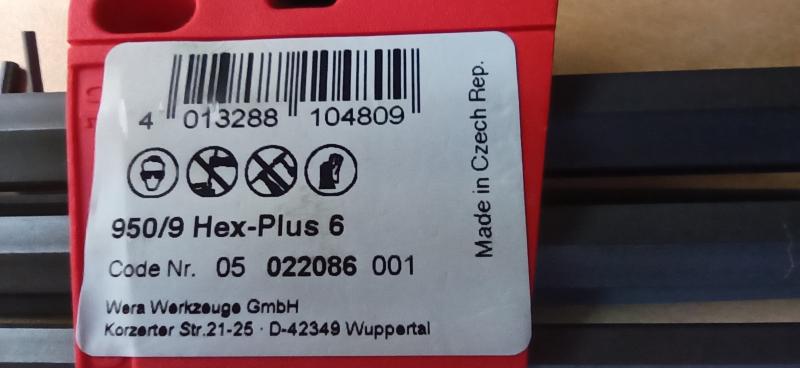 4 013288 104809
Made in Czech Rep.
950/9 Hex-Plus 6
Code Nr. 05 022086 001
Wera Werkzeuge GmbH
Korzerter Str.21-25 · D-42349 Wuppertal